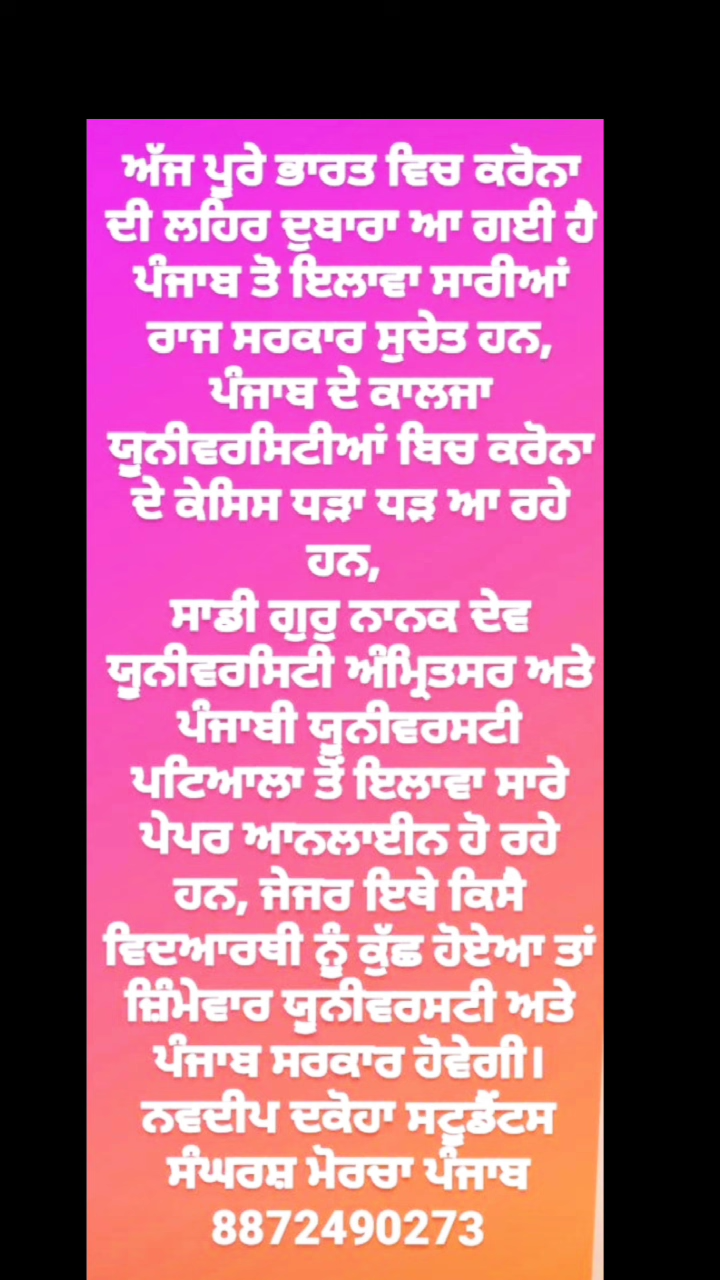 ਅੱਜ ਪੂਰੇ ਭਾਰਤ ਵਿਚ ਕਰੋਨਾ
ਦੀ ਲਹਿਰ ਦੁਬਾਰਾ ਆ ਗਈ ਹੈ
ਪੰਜਾਬ ਤੋ ਇਲਾਵਾ ਸਾਰੀਆਂ
ਰਾਜ ਸਰਕਾਰ ਸੁਚੇਤ ਹਨ,
ਪੰਜਾਬ ਦੇ ਕਾਲਜਾ
ਯੂਨੀਵਰਸਿਟੀਆਂ ਬਿਚ ਕਰੋਨਾ
ਦੇ ਕੇਸਿਸ ਧੜਾ ਧੜ ਆ ਰਹੇ
ਹਨ,
ਸਾਡੀ ਗੁਰੂ ਨਾਨਕ ਦੇਵ
ਯੂਨੀਵਰਸਿਟੀ ਅੰਮ੍ਰਿਤਸਰ ਅਤੇ
ਪੰਜਾਬੀ ਯੂਨੀਵਰਸਟੀ
ਪਟਿਆਲਾ ਤੋਂ ਇਲਾਵਾ ਸਾਰੇ
ਪੇਪਰ ਆਨਲਾਈਨ ਹੋ ਰਹੇ
ਹਨ, ਜੇਜਰ ਇਥੇ ਕਿਸੈ
ਵਿਦਆਰਥੀ ਨੂੰ ਕੁੱਛ ਹੋਏਆ ਤਾਂ
ਜ਼ਿੰਮੇਵਾਰ ਯੂਨੀਵਰਸਟੀ ਅਤੇ
ਪੰਜਾਬ ਸਰਕਾਰ ਹੋਵੇਗੀ।
ਨਵਦੀਪ ਦਕੋਹਾ ਸਟੂਡੈਂਟਸ
ਸੰਘਰਸ਼ ਮੋਰਚਾ ਪੰਜਾਬ
8872490273